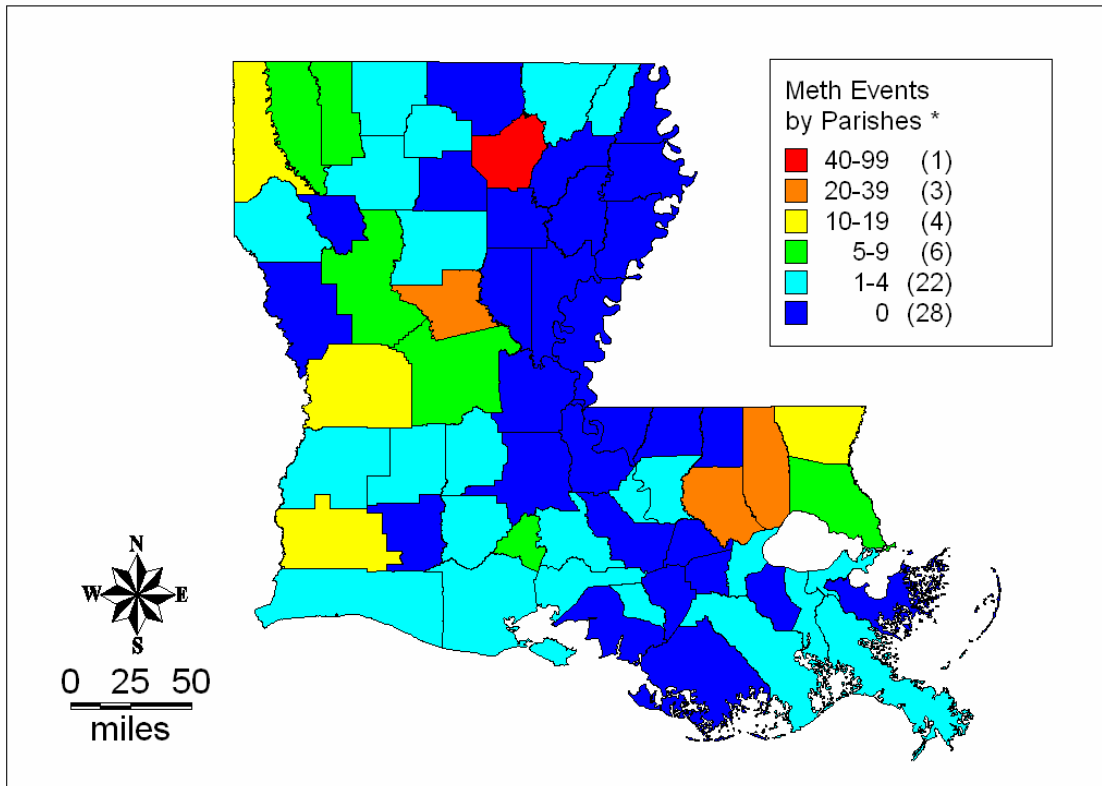 Meth Events
by Parishes *
40-99 (1)
20-39 (3)
10-19 (4)
5-9 (6)
1-4 (22)
0 (28)
N
W E
S
0 25 50
miles